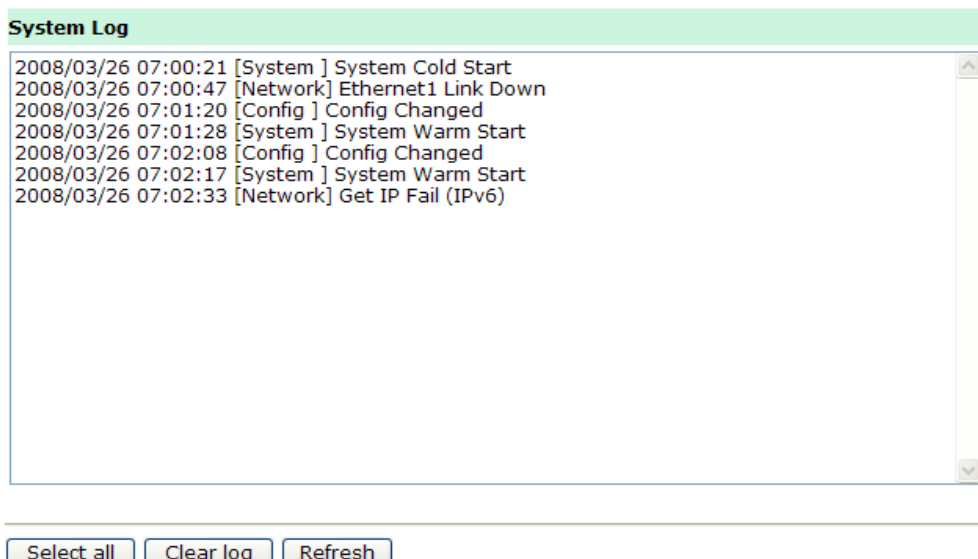 System Log
2008/03/26 07:00:21 [System ] System Cold Start
2008/03/26 07:00:47 [Network] Ethernet1 Link Down
2008/03/26 07:01:20 [Config ] Config Changed
2008/03/26 07:01:28 [System ] System Warm Start
2008/03/26 07:02:08 [Config ] Config Changed
2008/03/26 07:02:17 [System ] System Warm Start
2008/03/26 07:02:33 [Network] Get IP Fail (IPv6)
Select all Clear log Refresh